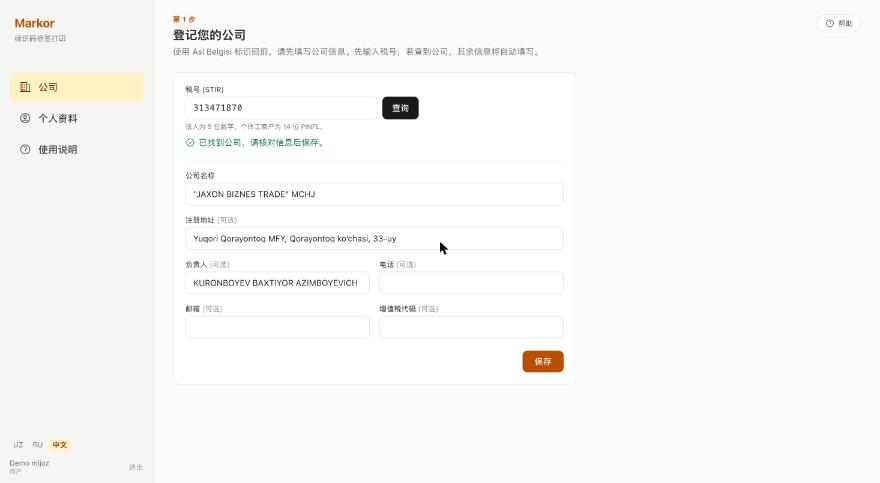 Markor
标识码标签打印
公司
个人资料
使用说明
UZ RU 中文
Demo mijoz
用户
退出
第 1 步
登记您的公司
使用 Asl Belgisi 标识码前，请先填写公司信息。先输入税号，若查到公司，其余信息将自动填写。
帮助
税号 (STIR)
313471870
查询
法人为 9 位数字，个体工商户为 14 位 PINFL。
已找到公司，请核对信息后保存。
公司名称
"JAXON BIZNES TRADE" MCHJ
注册地址 (可选)
Yuqori Qorayontoq MFY, Qorayontoq ko'chasi, 33-uy
负责人 (可选)
电话 (可选)
KURONBOYEV BAXTIYOR AZIMBOYEVICH
邮箱 (可选)
增值税代码 (可选)
保存